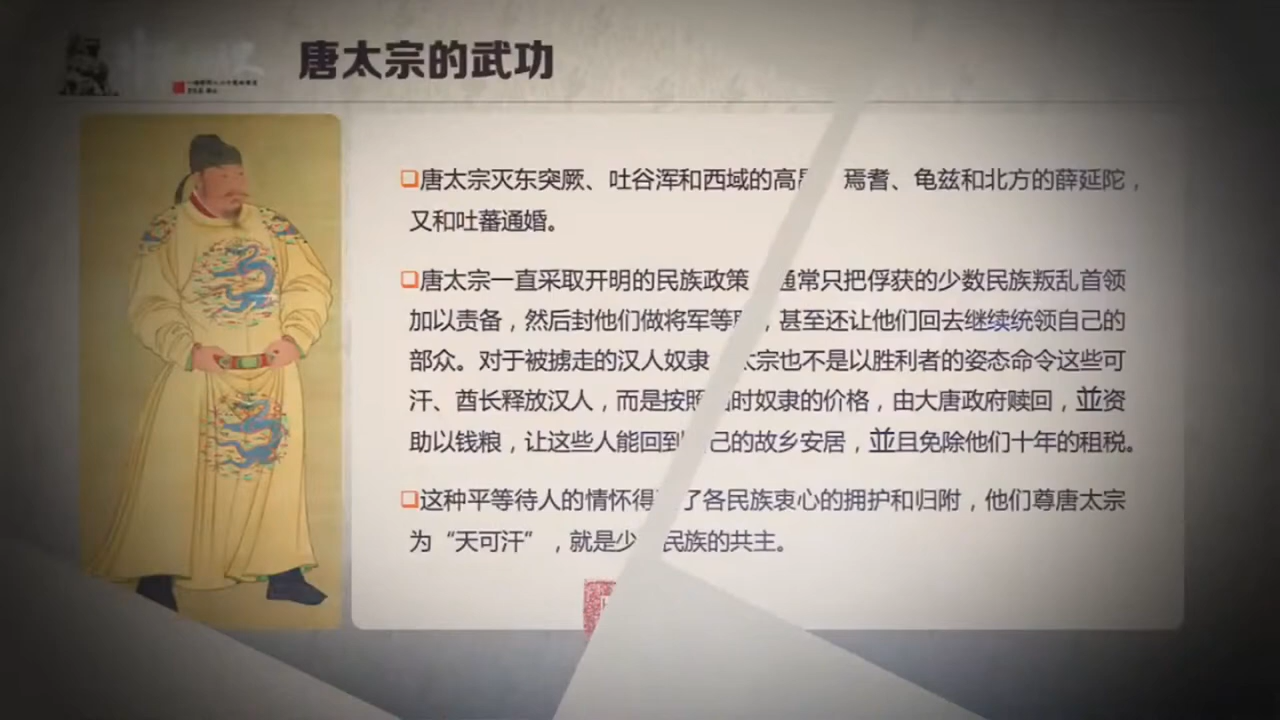 唐太宗的武功
唐太宗灭东突厥、吐谷浑和西域的高 焉耆、龟兹和北方的薛延陀，
又和吐蕃通婚。
唐太宗一直采取开明的民族政策 通常只把俘获的少数民族叛乱首领
加以责备，然后封他们做将军等 ，甚至还让他们回去继续统领自己的
部众。对于被掳走的汉人奴隶 太宗也不是以胜利者的姿态命令这些可
汗、酋长释放汉人，而是按照 时奴隶的价格，由大唐政府赎回，並资
助以钱粮，让这些人能回到 己的故乡安居，並且免除他们十年的租税。
这种平等待人的情怀得 了各民族衷心的拥护和归附，他们尊唐太宗
为“天可汗”，就是少 民族的共主。